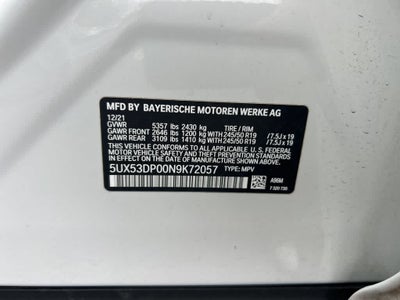 MFD BY BAYERISCHE MOTOREN WERKE AG
12/21
GVWR 5357 lbs 2430 kg TIRE / RIM
GAWR FRONT 2646 lbs 1200 kg WITH 245/50 R19 /7.5J x 19
GAWR REAR 3109 lbs 1410 kg WITH 245/50 R19 /7.5J x 19
THIS VEHICLE CONFORMS TO ALL APPLICABLE U.S. FEDERAL
MOTOR VEHICLE SAFETY, BUMPER, AND THEFT PREVENTION
STANDARDS IN EFFECT ON THE DATE OF MANUFACTURE SHOWN ABOVE.
5UX53DP00N9K72057 TYPE: MPV
A96M